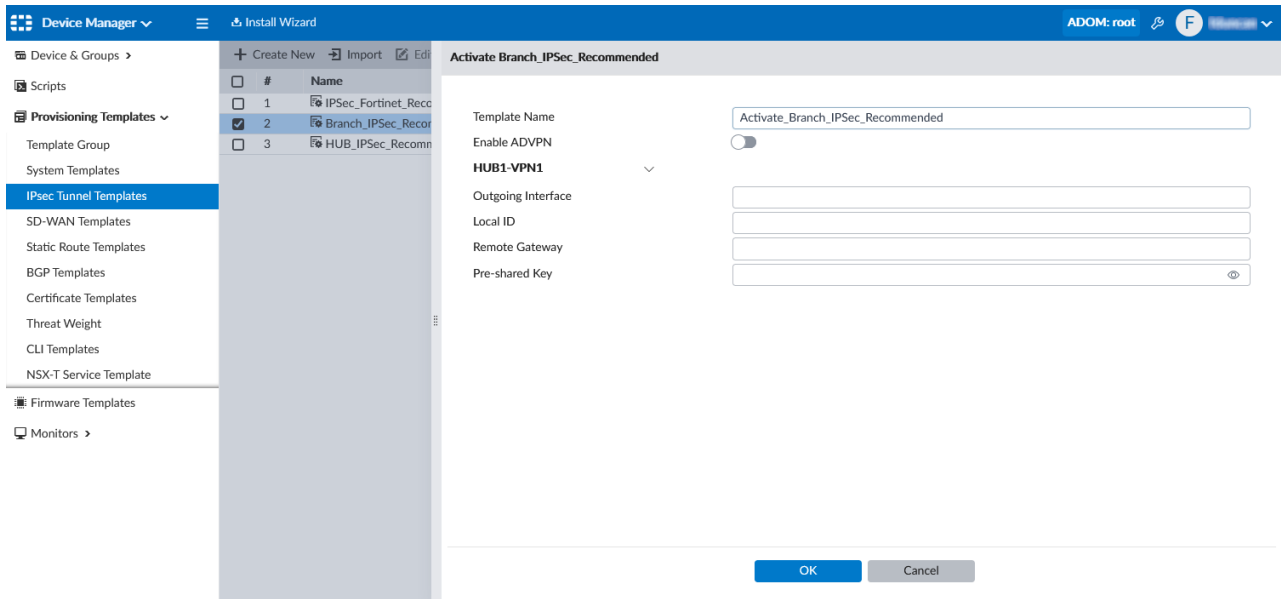 Device Manager
Install Wizard
ADOM: root
F
Device & Groups
Scripts
Provisioning Templates
Template Group
System Templates
IPsec Tunnel Templates
SD-WAN Templates
Static Route Templates
BGP Templates
Certificate Templates
Threat Weight
CLI Templates
NSX-T Service Template
Firmware Templates
Monitors
Create New Import Edi
# Name
1 IPSec_Fortinet_Reco
2 Branch_IPSec_Recor
3 HUB_IPSec_Recomn
Activate Branch_IPSec_Recommended
Template Name Activate_Branch_IPSec_Recommended
Enable ADVPN
HUB1-VPN1
Outgoing Interface
Local ID
Remote Gateway
Pre-shared Key
OK Cancel